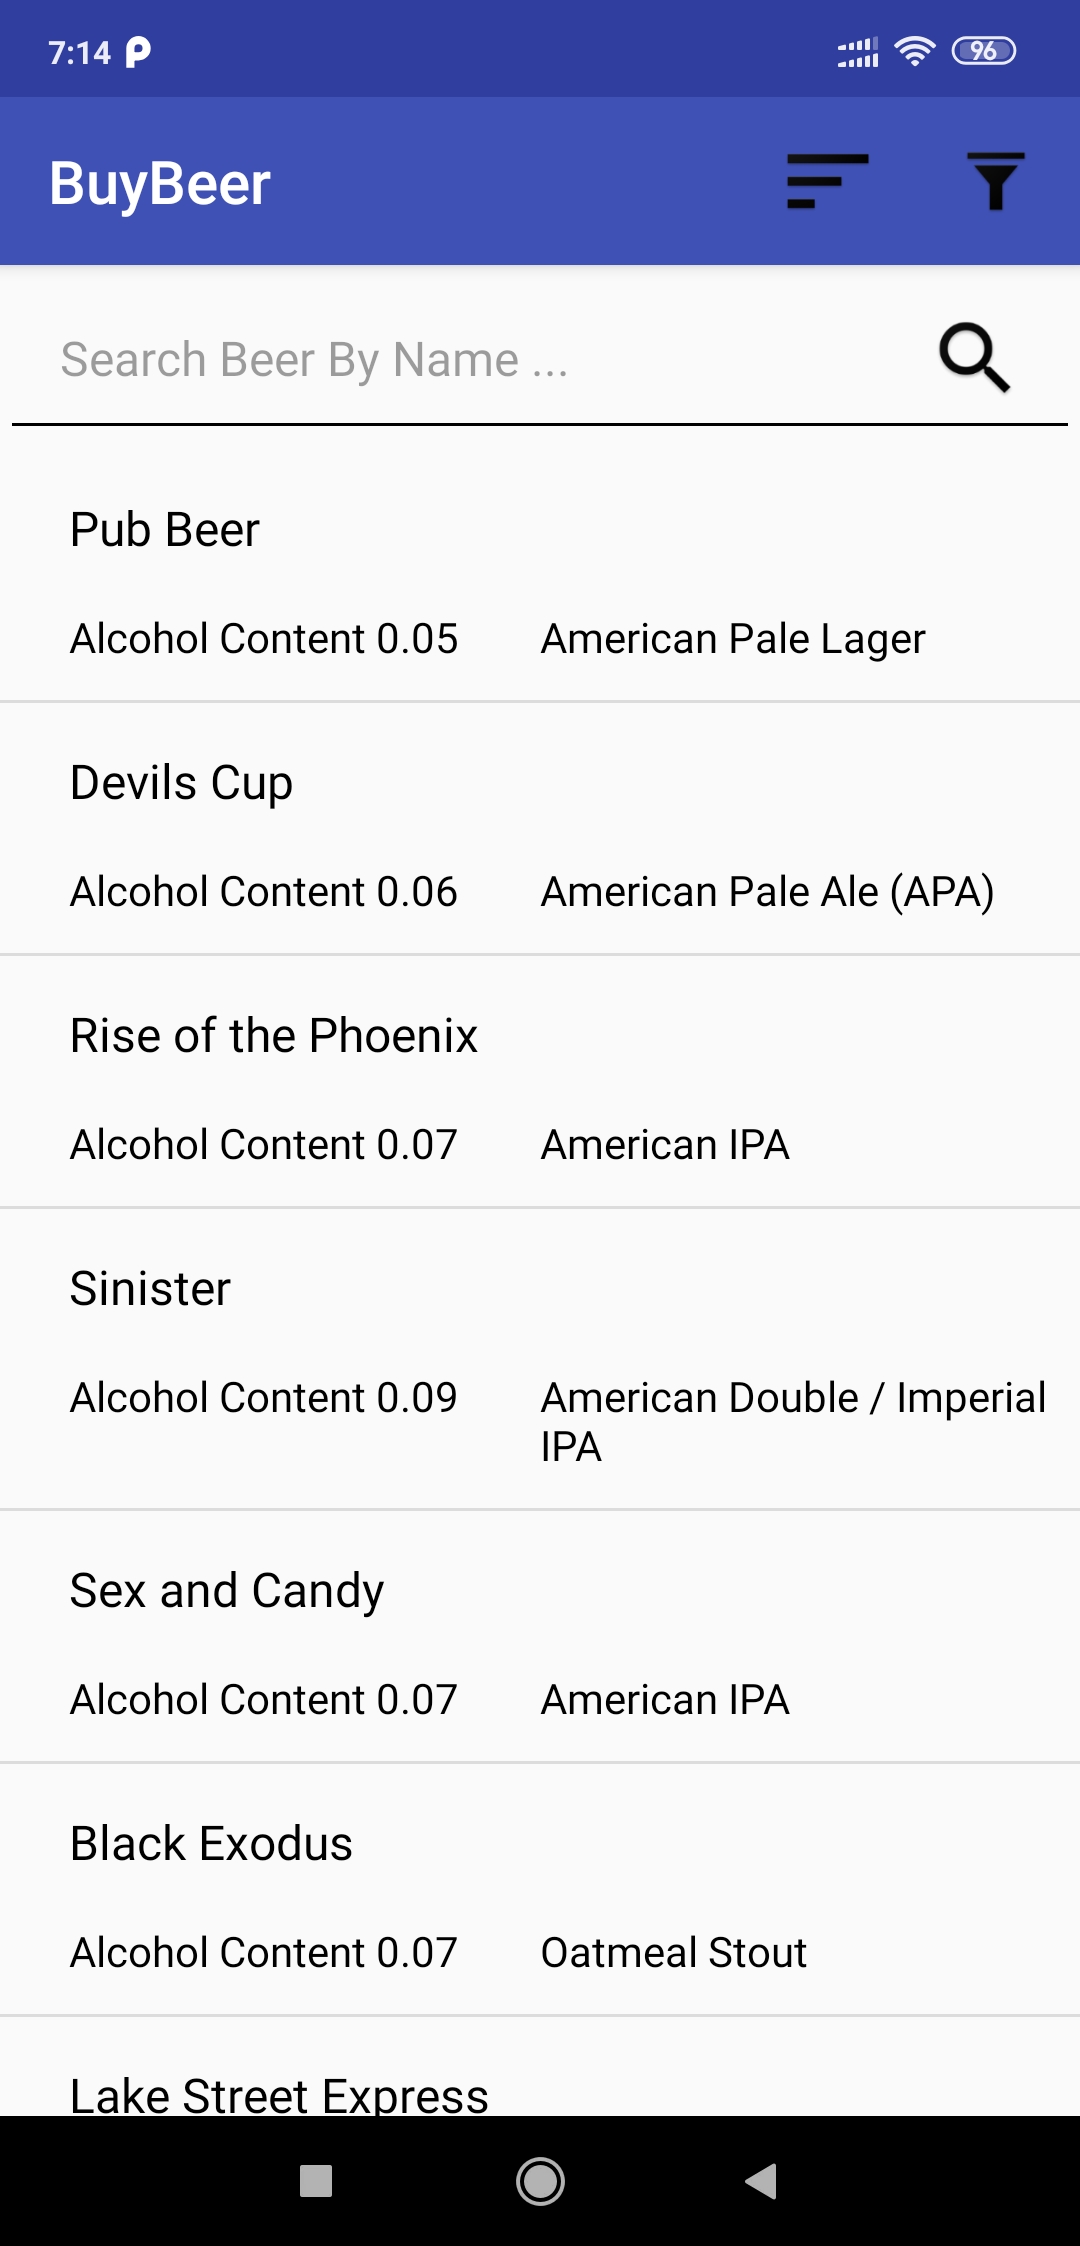 7:14
96
BuyBeer
Search Beer By Name ...
Pub Beer
Alcohol Content 0.05 American Pale Lager
Devils Cup
Alcohol Content 0.06 American Pale Ale (APA)
Rise of the Phoenix
Alcohol Content 0.07 American IPA
Sinister
Alcohol Content 0.09 American Double / Imperial
IPA
Sex and Candy
Alcohol Content 0.07 American IPA
Black Exodus
Alcohol Content 0.07 Oatmeal Stout
Lake Street Express